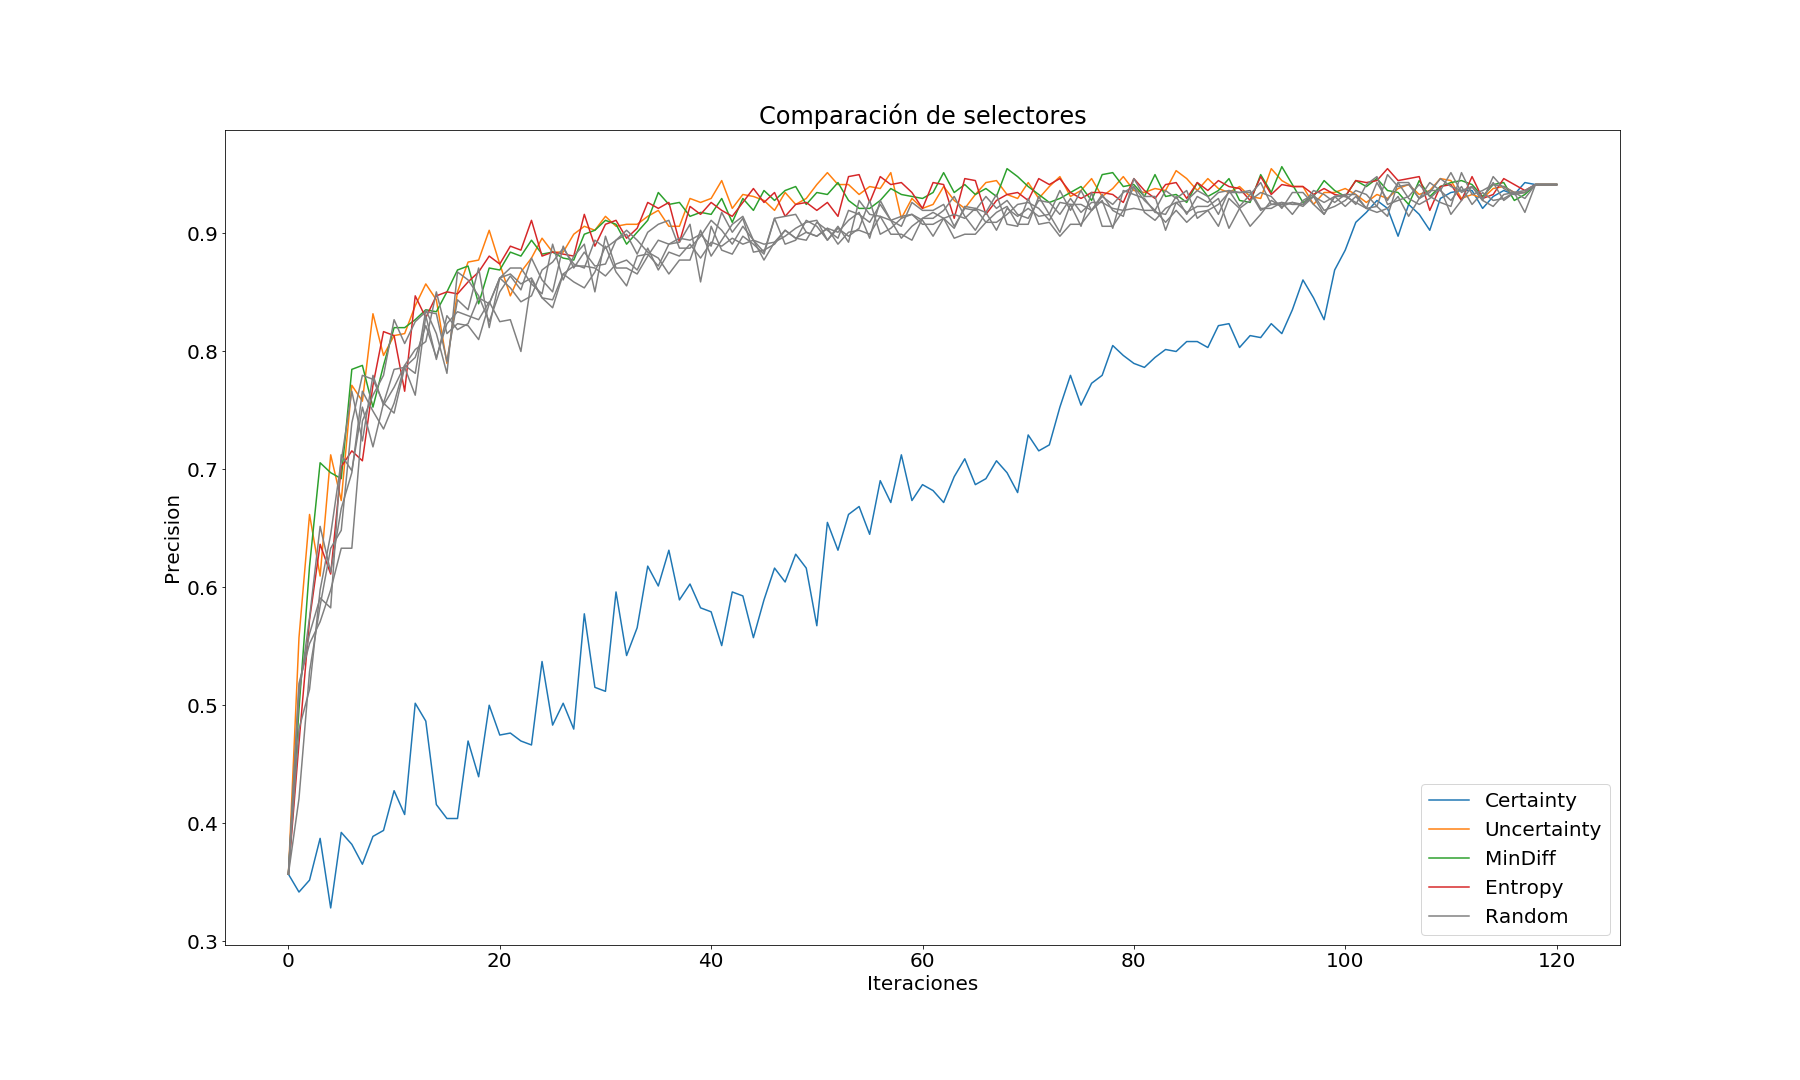 Comparación de selectores
Precision
0.9
0.8
0.7
0.6
0.5
0.4
0.3
0 20 40 60 80 100 120
Iteraciones
Certainty
Uncertainty
MinDiff
Entropy
Random